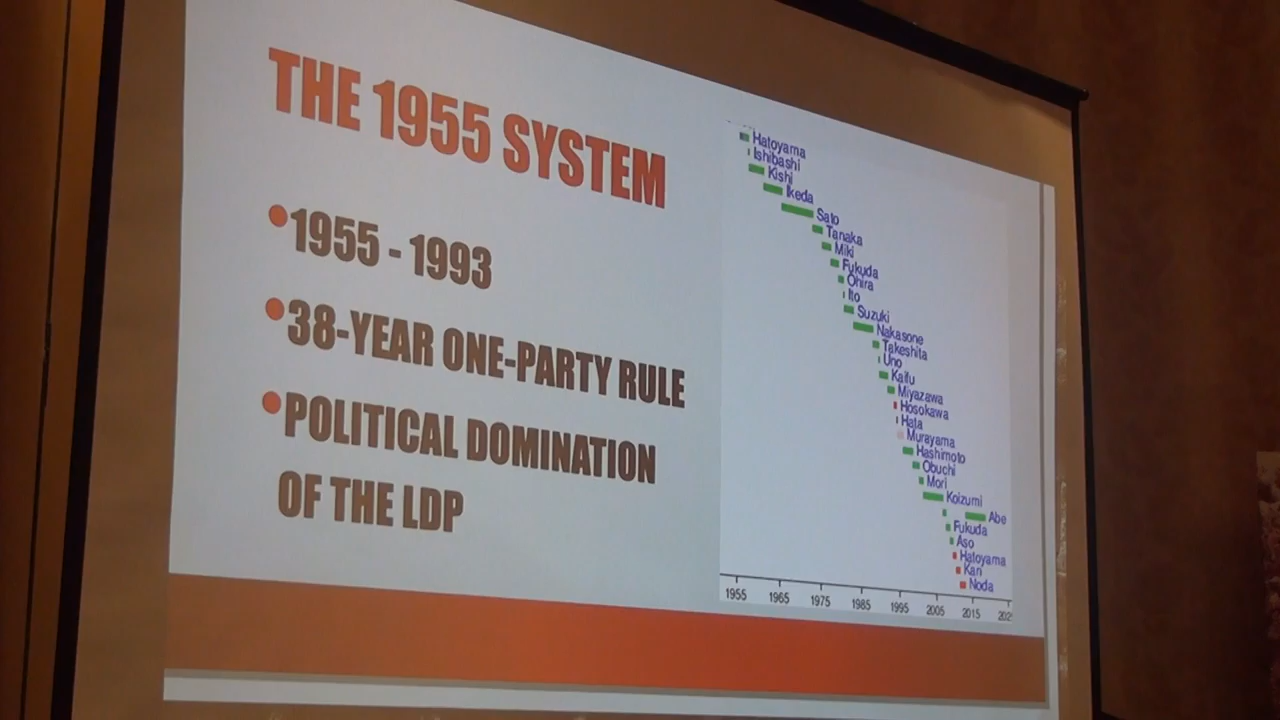 THE 1955 SYSTEM
•1955 - 1993
•38-YEAR ONE-PARTY RULE
•POLITICAL DOMINATION
OF THE LDP
Hatoyama
Ishibashi
Kishi
Ikeda
Sato
Tanaka
Miki
Fukuda
Ohira
Ito
Suzuki
Nakasone
Takeshita
Uno
Kaifu
Miyazawa
Hosokawa
Hata
Murayama
Hashimoto
Obuchi
Mori
Koizumi
Abe
Fukuda
Aso
Hatoyama
Kan
Noda
1955 1965 1975 1985 1995 2005 2015 202